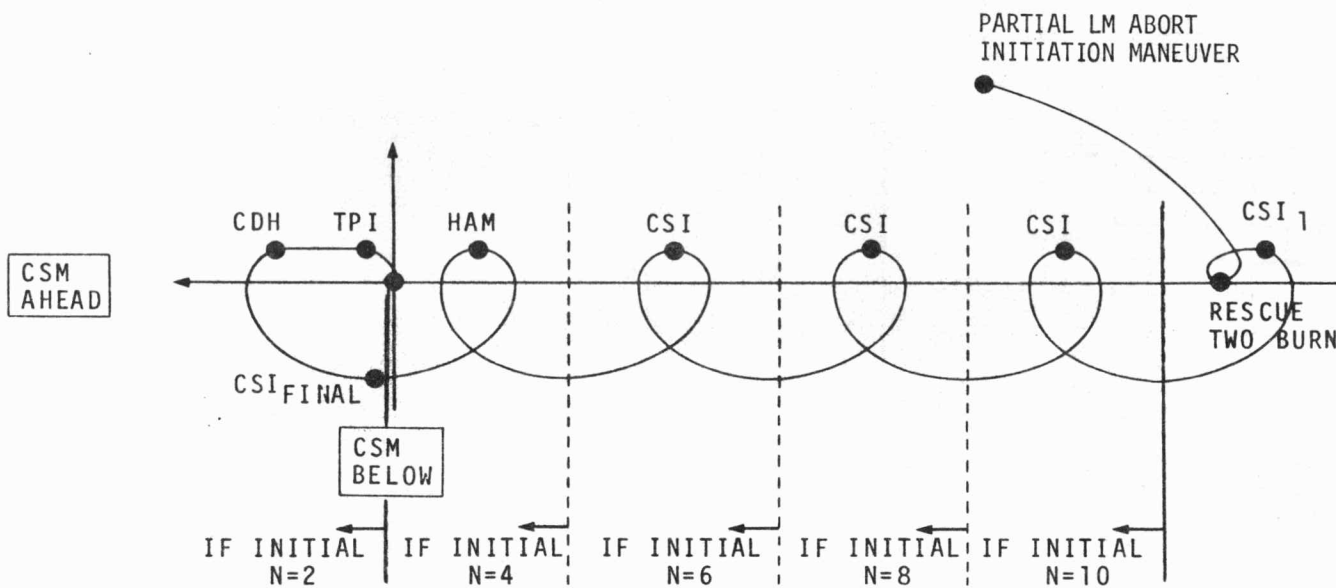 PARTIAL LM ABORT
INITIATION MANEUVER
CDH
TPI
HAM
CSI
CSI
CSI
CSI 1
CSM
AHEAD
RESCUE
TWO BURN
CSI FINAL
CSM
BELOW
IF INITIAL
N=2
IF INITIAL
N=4
IF INITIAL
N=6
IF INITIAL
N=8
IF INITIAL
N=10